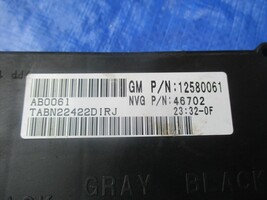 GM P/N:12580061
AB0061 NVG P/N:46702
TABN22422DIRJ 23:32-0F
GRAY BLACK